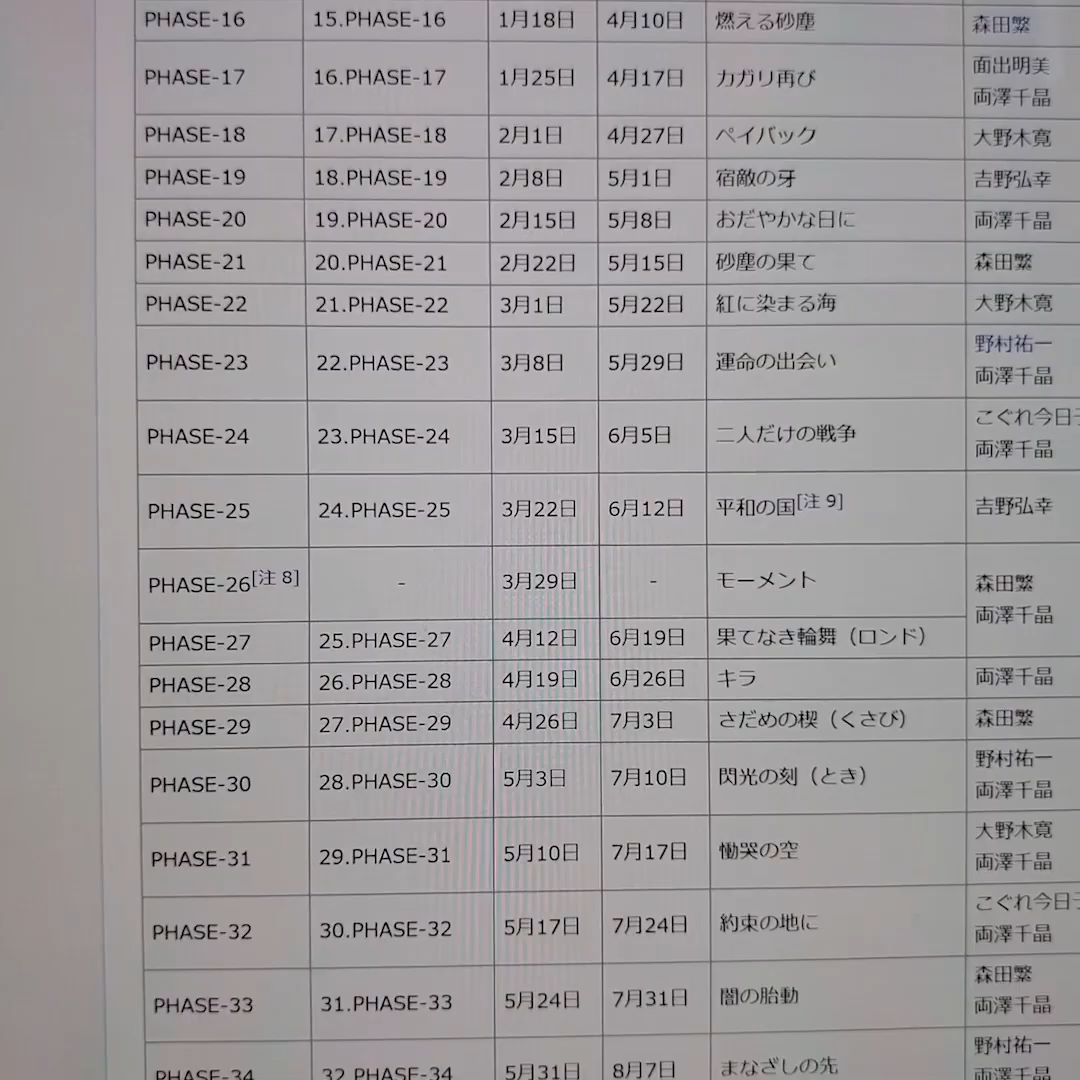 PHASE-16 15.PHASE-16 1月18日 4月10日 燃える砂塵 森田繁
PHASE-17 16.PHASE-17 1月25日 4月17日 カガリ再び 面出明美
両澤千晶
PHASE-18 17.PHASE-18 2月1日 4月27日 ペイバック 大野木寛
PHASE-19 18.PHASE-19 2月8日 5月1日 宿敵の牙 吉野弘幸
PHASE-20 19.PHASE-20 2月15日 5月8日 おだやかな日に 両澤千晶
PHASE-21 20.PHASE-21 2月22日 5月15日 砂塵の果て 森田繁
PHASE-22 21.PHASE-22 3月1日 5月22日 紅に染まる海 大野木寛
PHASE-23 22.PHASE-23 3月8日 5月29日 運命の出会い 野村祐一
両澤千晶
PHASE-24 23.PHASE-24 3月15日 6月5日 二人だけの戦争 こぐれ今日
両澤千晶
PHASE-25 24.PHASE-25 3月22日 6月12日 平和の国[注 9] 吉野弘幸
PHASE-26[注 8] - 3月29日 - モーメント 森田繁
両澤千晶
PHASE-27 25.PHASE-27 4月12日 6月19日 果てなき輪舞（ロンド）
PHASE-28 26.PHASE-28 4月19日 6月26日 キラ 両澤千晶
PHASE-29 27.PHASE-29 4月26日 7月3日 さだめの楔（くさび） 森田繁
PHASE-30 28.PHASE-30 5月3日 7月10日 閃光の刻（とき） 野村祐一
両澤千晶
PHASE-31 29.PHASE-31 5月10日 7月17日 慟哭の空 大野木寛
両澤千晶
PHASE-32 30.PHASE-32 5月17日 7月24日 約束の地に こぐれ今日
両澤千晶
PHASE-33 31.PHASE-33 5月24日 7月31日 闇の胎動 森田繁
両澤千晶
PHASE-34 32.PHASE-34 5月31日 8月7日 まなざしの先 野村祐一
両澤千晶